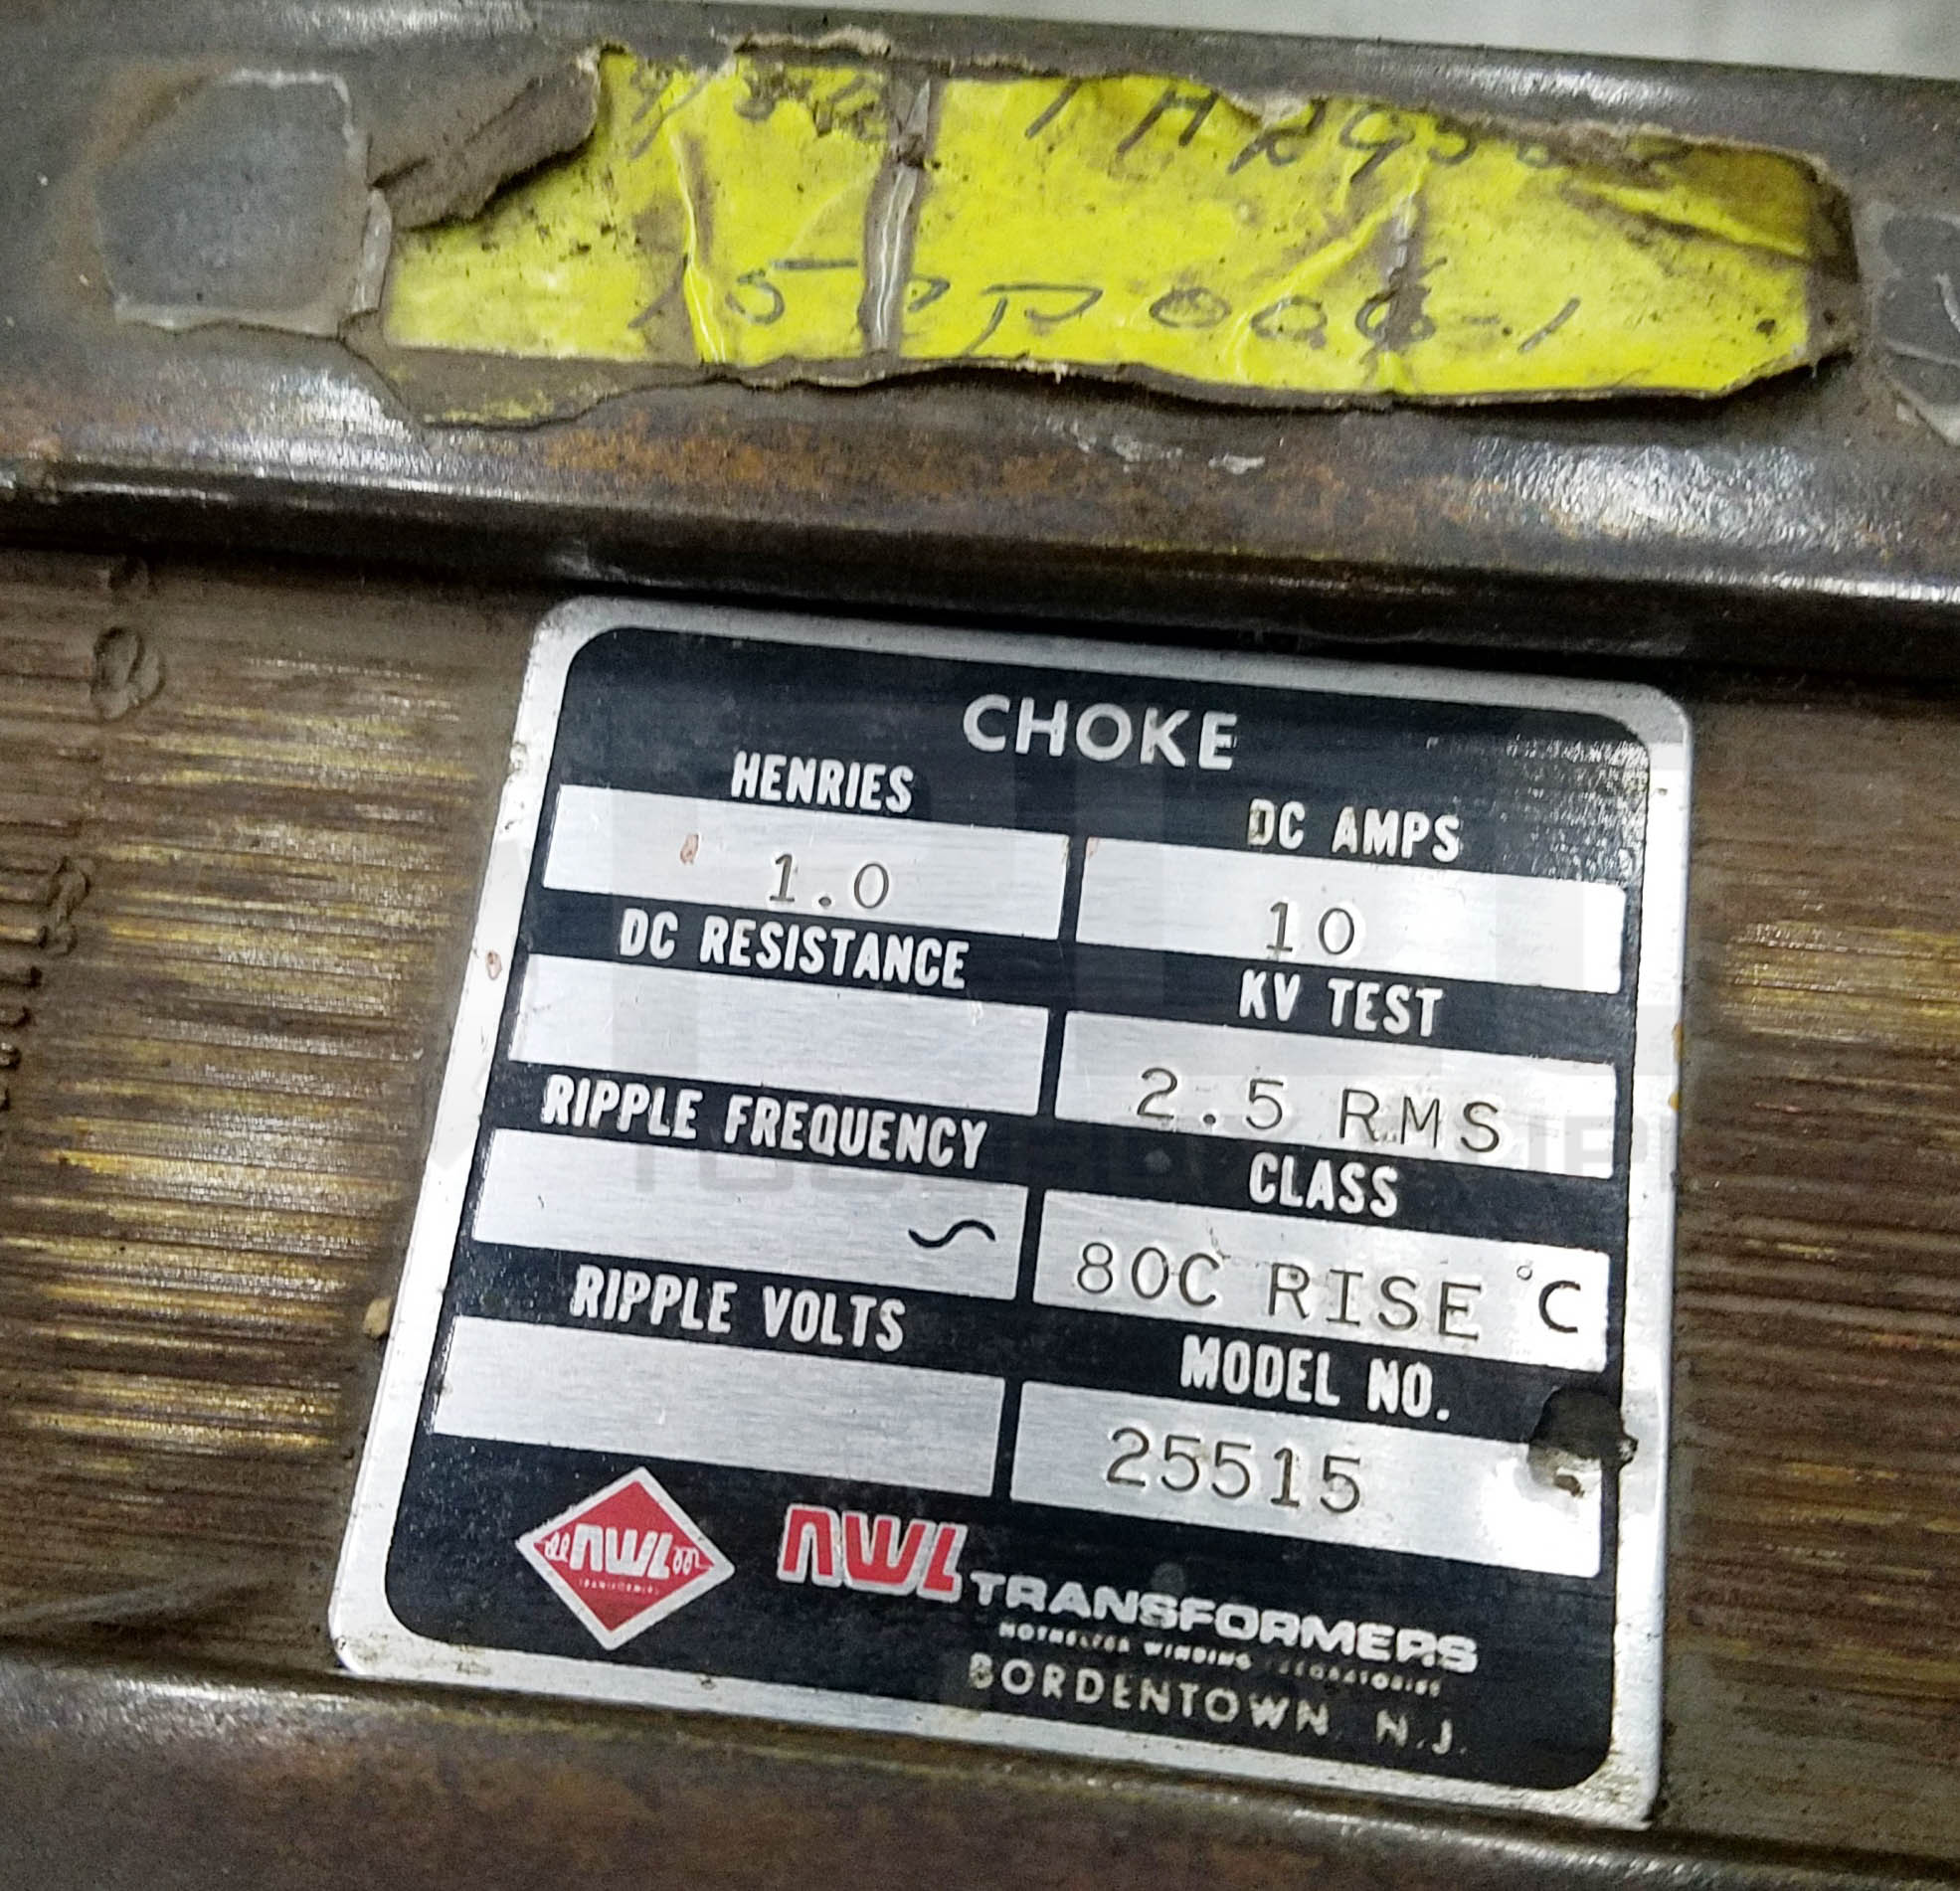 CHOKE
HENRIES
DC AMPS
1.0
10
DC RESISTANCE
KV TEST
2.5 RMS
RIPPLE FREQUENCY
CLASS
~
80C RISE °C
RIPPLE VOLTS
MODEL NO.
25515
NWL
NWL TRANSFORMERS
BORDENTOWN N.J.